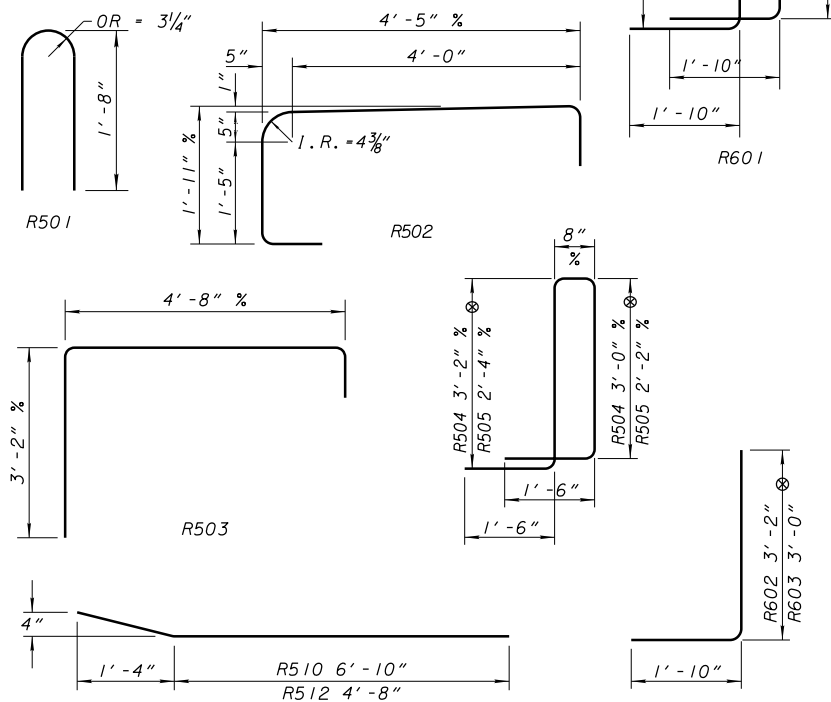 OR = 3¼"
1'-8"
R501
4'-5" %
5"
4'-0"
1"
5"
1'-11" %
1'-5"
I.R.=4⅜"
R502
1'-10"
1'-10"
R601
4'-8" %
3'-2" %
R503
8"
%
R504 3'-2" % ⊗
R505 2'-4" %
R504 3'-0" % ⊗
R505 2'-2" %
1'-6"
1'-6"
4"
1'-4"
R510 6'-10"
R512 4'-8"
R602 3'-2" ⊗
R603 3'-0"
1'-10"